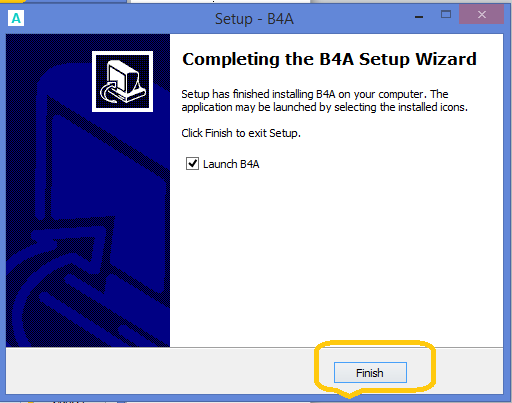 A
Setup - B4A
Completing the B4A Setup Wizard
Setup has finished installing B4A on your computer. The
application may be launched by selecting the installed icons.
Click Finish to exit Setup.
Launch B4A
Finish